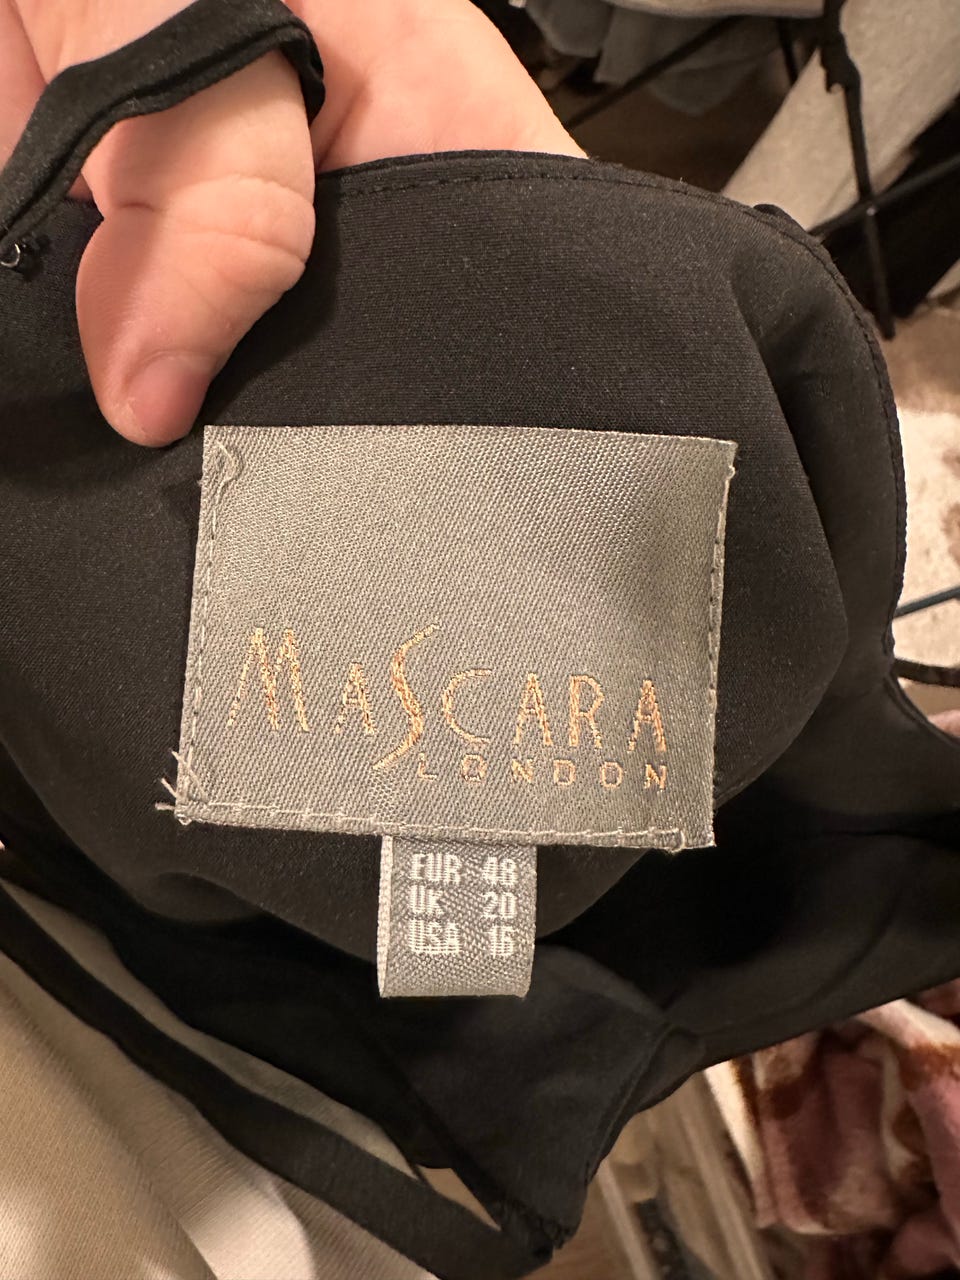 MASCARA
LONDON
EUR 48
UK 20
USA 16